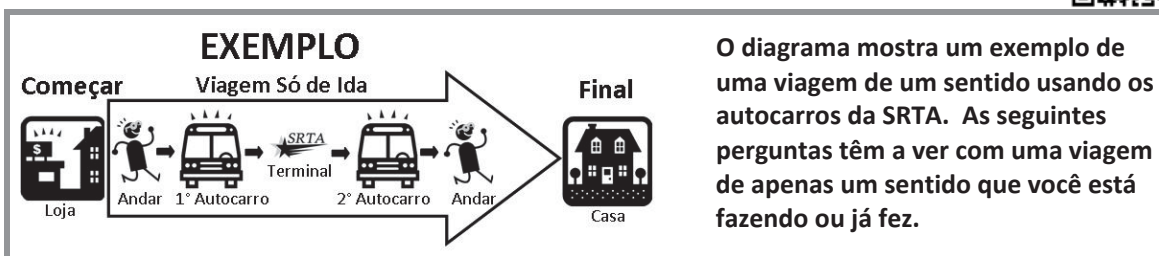 EXEMPLO
Começar Viagem Só de Ida Final
$
SRTA
Terminal
Andar 1° Autocarro 2° Autocarro Andar
Loja
Casa
O diagrama mostra um exemplo de
uma viagem de um sentido usando os
autocarros da SRTA. As seguintes
perguntas têm a ver com uma viagem
de apenas um sentido que você está
fazendo ou já fez.